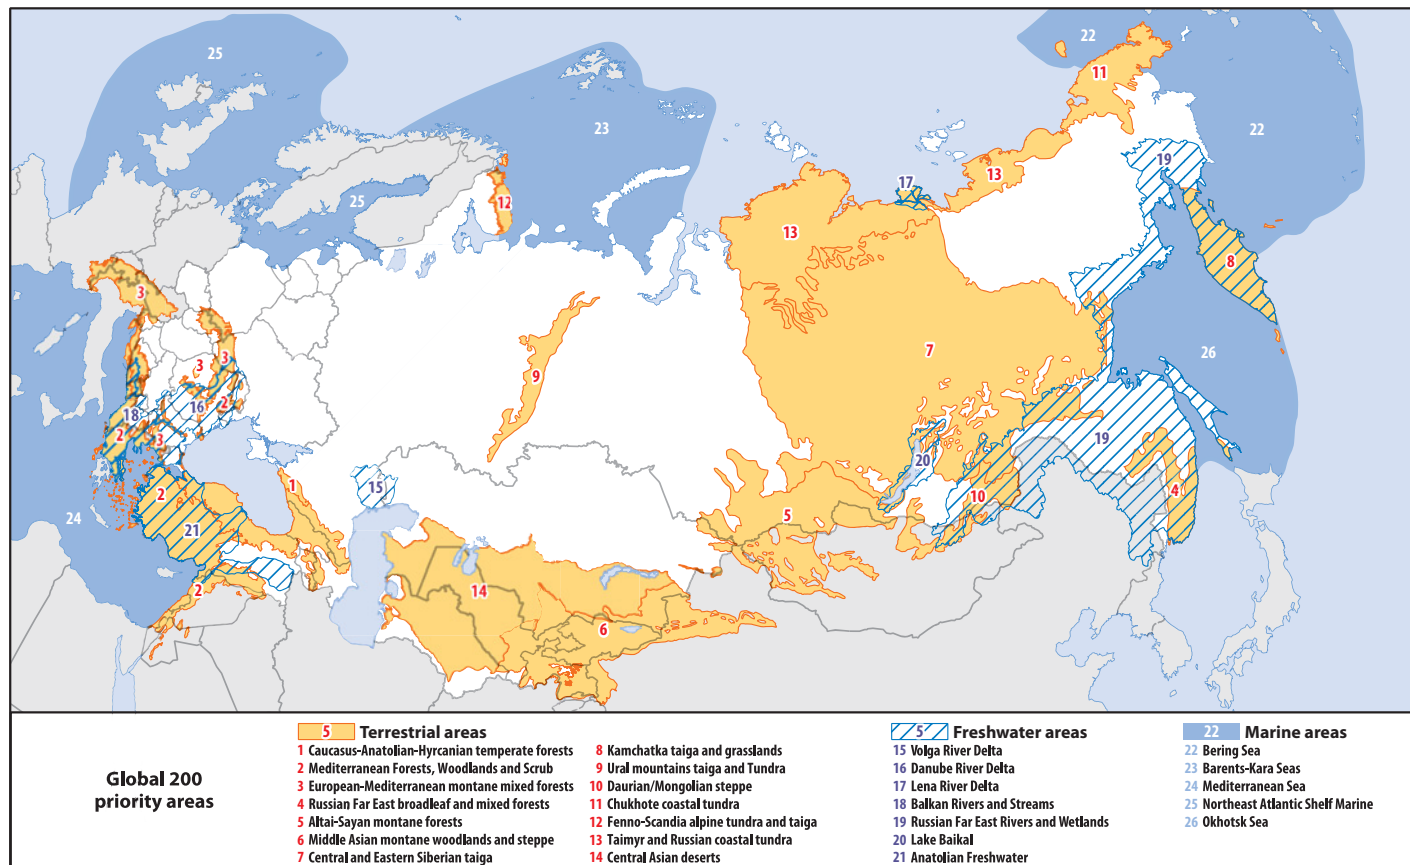 25
22
11
23
22
19
17
13
25
12
13
8
3
7
26
3
3
9
16
2
18
2
3
19
20
1
15
10
4
2
5
24
21
14
2
6
Global 200
priority areas
5 Terrestrial areas
1 Caucasus-Anatolian-Hyrcanian temperate forests
2 Mediterranean Forests, Woodlands and Scrub
3 European-Mediterranean montane mixed forests
4 Russian Far East broadleaf and mixed forests
5 Altai-Sayan montane forests
6 Middle Asian montane woodlands and steppe
7 Central and Eastern Siberian taiga
8 Kamchatka taiga and grasslands
9 Ural mountains taiga and Tundra
10 Daurian/Mongolian steppe
11 Chukhote coastal tundra
12 Fenno-Scandia alpine tundra and taiga
13 Taimyr and Russian coastal tundra
14 Central Asian deserts
5 Freshwater areas
15 Volga River Delta
16 Danube River Delta
17 Lena River Delta
18 Balkan Rivers and Streams
19 Russian Far East Rivers and Wetlands
20 Lake Baikal
21 Anatolian Freshwater
22 Marine areas
22 Bering Sea
23 Barents-Kara Seas
24 Mediterranean Sea
25 Northeast Atlantic Shelf Marine
26 Okhotsk Sea